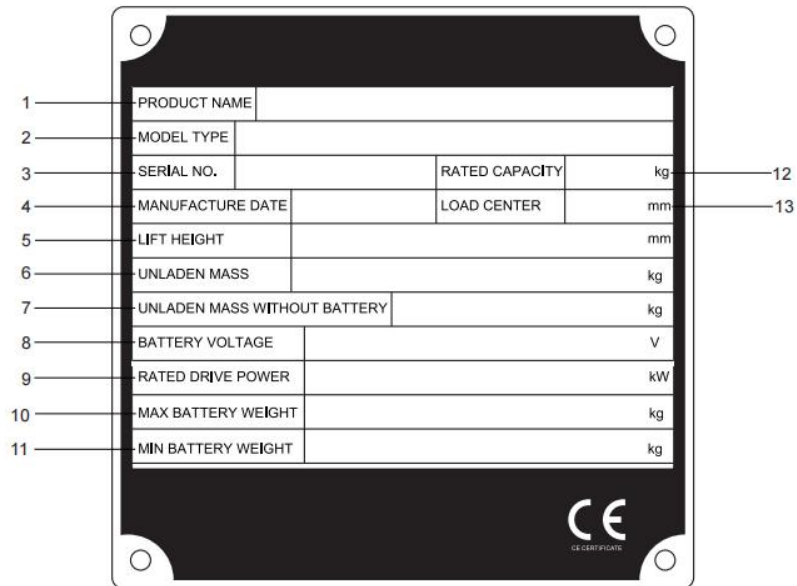 1 PRODUCT NAME
2 MODEL TYPE
3 SERIAL NO. RATED CAPACITY kg 12
4 MANUFACTURE DATE LOAD CENTER mm 13
5 LIFT HEIGHT mm
6 UNLADEN MASS kg
7 UNLADEN MASS WITHOUT BATTERY kg
8 BATTERY VOLTAGE V
9 RATED DRIVE POWER kW
10 MAX BATTERY WEIGHT kg
11 MIN BATTERY WEIGHT kg
CE
CE CERTIFICATE